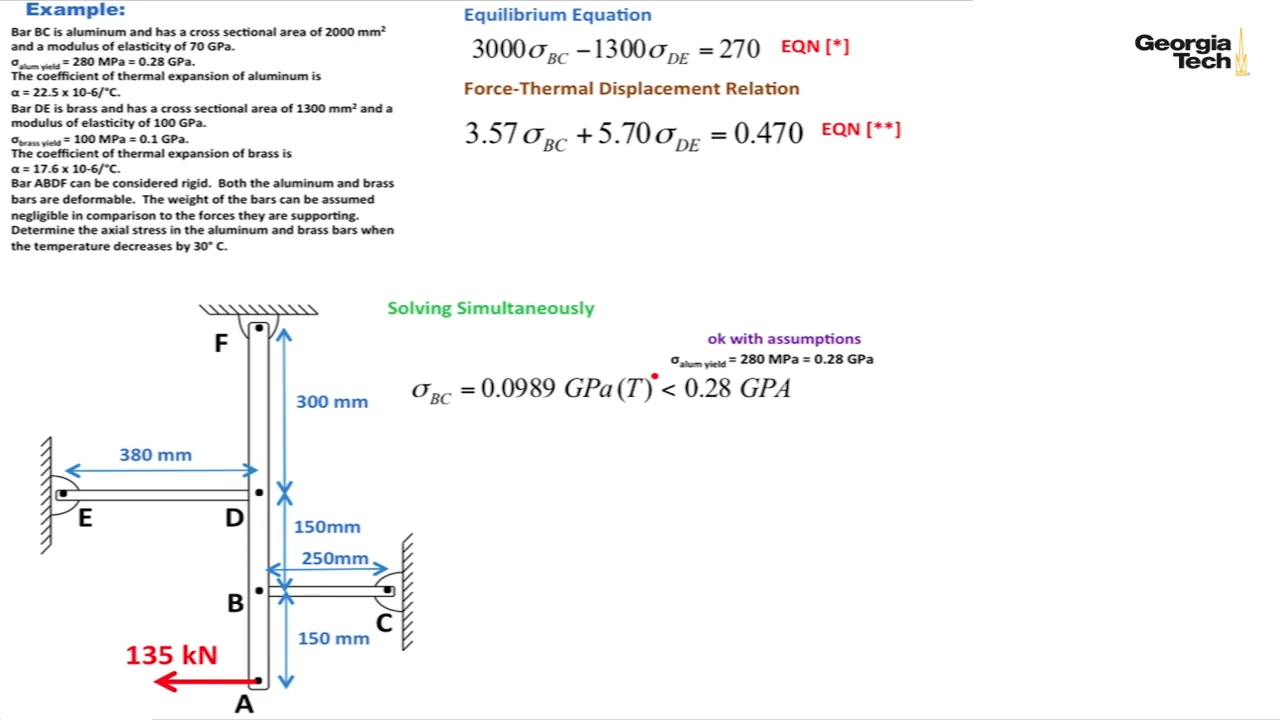 Example:
Bar BC is aluminum and has a cross sectional area of 2000 mm²
and a modulus of elasticity of 70 GPa.
σalum yield = 280 MPa = 0.28 GPa.
The coefficient of thermal expansion of aluminum is
α = 22.5 x 10-6/°C.
Bar DE is brass and has a cross sectional area of 1300 mm² and a
modulus of elasticity of 100 GPa.
σbrass yield = 100 MPa = 0.1 GPa.
The coefficient of thermal expansion of brass is
α = 17.6 x 10-6/°C.
Bar ABDF can be considered rigid. Both the aluminum and brass
bars are deformable. The weight of the bars can be assumed
negligible in comparison to the forces they are supporting.
Determine the axial stress in the aluminum and brass bars when
the temperature decreases by 30° C.
Equilibrium Equation
3000σBC − 1300σDE = 270 EQN [*]
Force-Thermal Displacement Relation
3.57σBC + 5.70σDE = 0.470 EQN [**]
Georgia
Tech
Solving Simultaneously
ok with assumptions
σalum yield = 280 MPa = 0.28 GPa
σBC = 0.0989 GPa (T) < 0.28 GPA
F
300 mm
380 mm
E
D
150mm
250mm
B
C
150 mm
135 kN
A